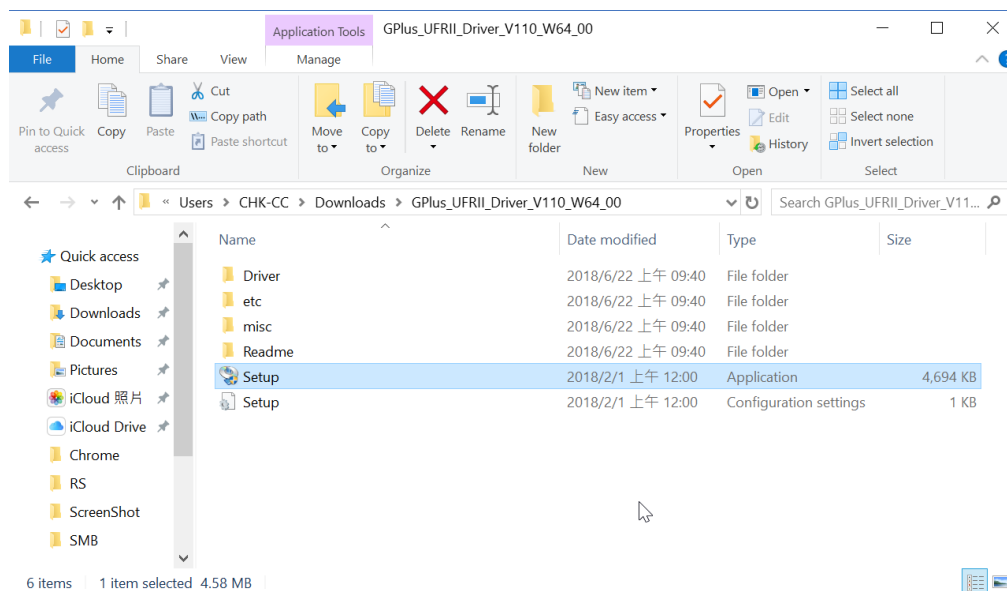 Application Tools GPlus_UFRII_Driver_V110_W64_00
File Home Share View Manage
Pin to Quick access
Copy
Paste
Cut
Copy path
Paste shortcut
Move to
Copy to
Delete
Rename
New folder
New item
Easy access
Properties
Open
Edit
History
Select all
Select none
Invert selection
Clipboard Organize New Open Select
« Users > CHK-CC > Downloads > GPlus_UFRII_Driver_V110_W64_00 Search GPlus_UFRII_Driver_V11...
Quick access
Desktop
Downloads
Documents
Pictures
iCloud 照片
iCloud Drive
Chrome
RS
ScreenShot
SMB
Name Date modified Type Size
Driver 2018/6/22 上午 09:40 File folder
etc 2018/6/22 上午 09:40 File folder
misc 2018/6/22 上午 09:40 File folder
Readme 2018/6/22 上午 09:40 File folder
Setup 2018/2/1 上午 12:00 Application 4,694 KB
Setup 2018/2/1 上午 12:00 Configuration settings 1 KB
6 items 1 item selected 4.58 MB